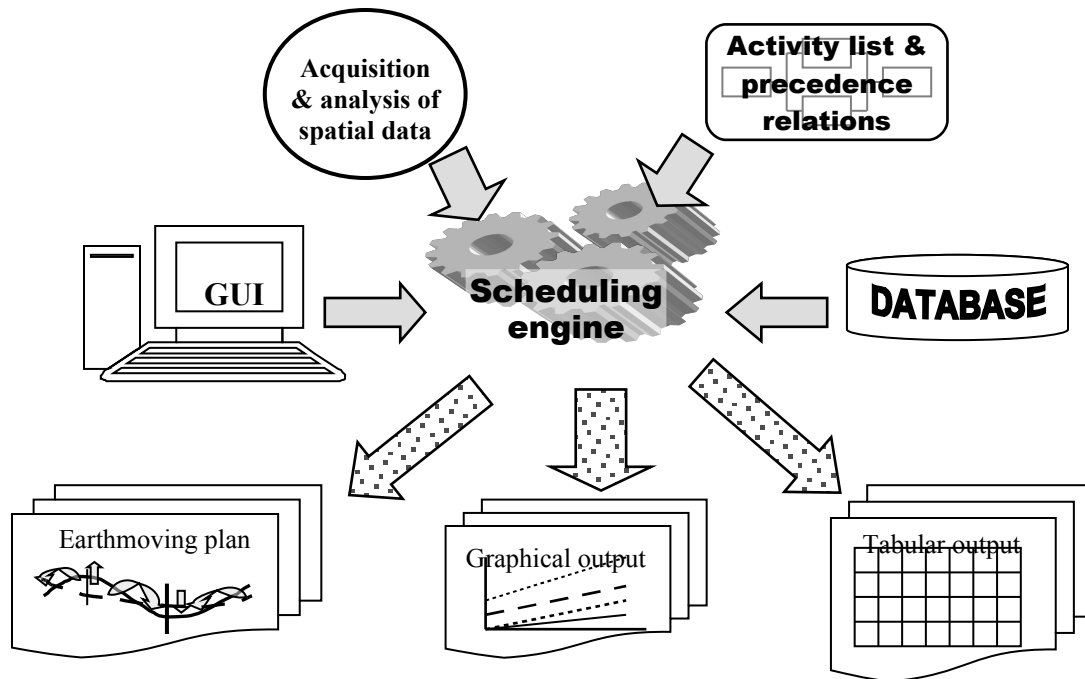 Acquisition
& analysis of
spatial data
Activity list &
precedence
relations
GUI
Scheduling
engine
DATABASE
Earthmoving plan
Graphical output
Tabular output